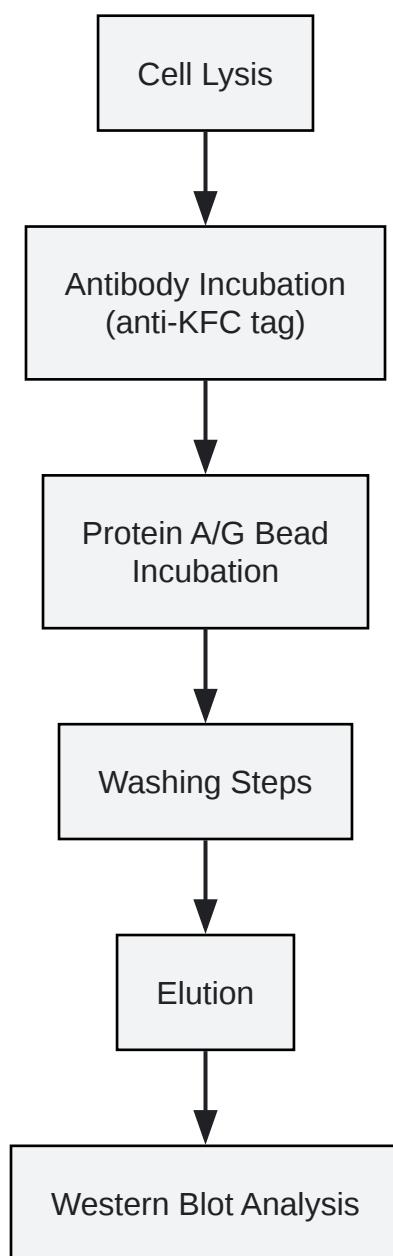 Cell Lysis
Antibody Incubation
(anti-KFC tag)
Protein A/G Bead
Incubation
Washing Steps
Elution
Western Blot Analysis